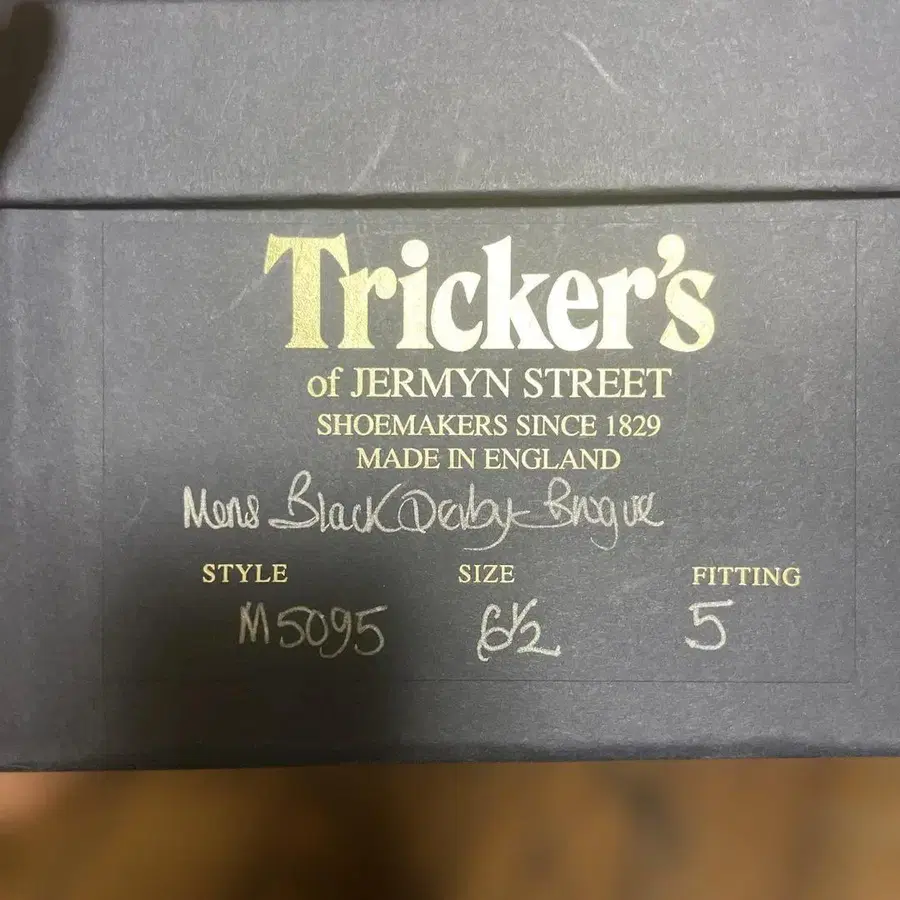 Tricker's
of JERMYN STREET
SHOEMAKERS SINCE 1829
MADE IN ENGLAND
Mens Black Derby Brogue
STYLE SIZE FITTING
M5095 6½ 5